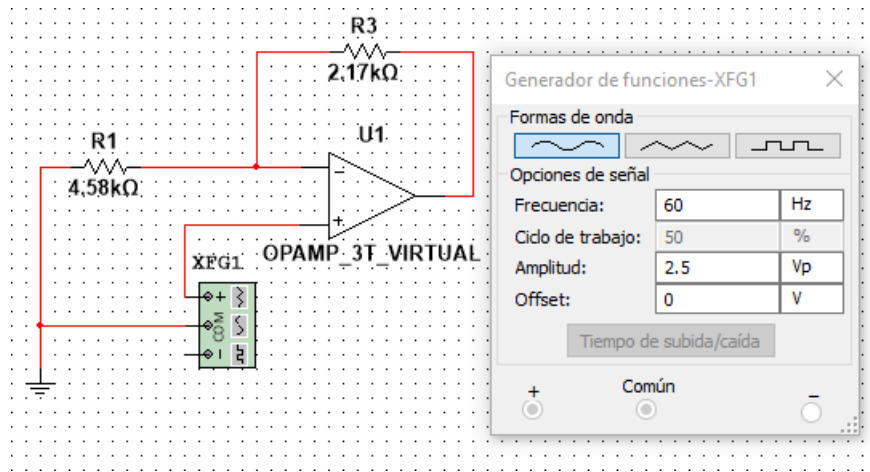 R3
2.17kΩ
R1
4.58kΩ
U1
−
+
OPAMP_3T_VIRTUAL
XFG1
+
COM
−
Generador de funciones-XFG1
Formas de onda
Opciones de señal
Frecuencia: 60 Hz
Ciclo de trabajo: 50 %
Amplitud: 2.5 Vp
Offset: 0 V
Tiempo de subida/caída
+ Común −